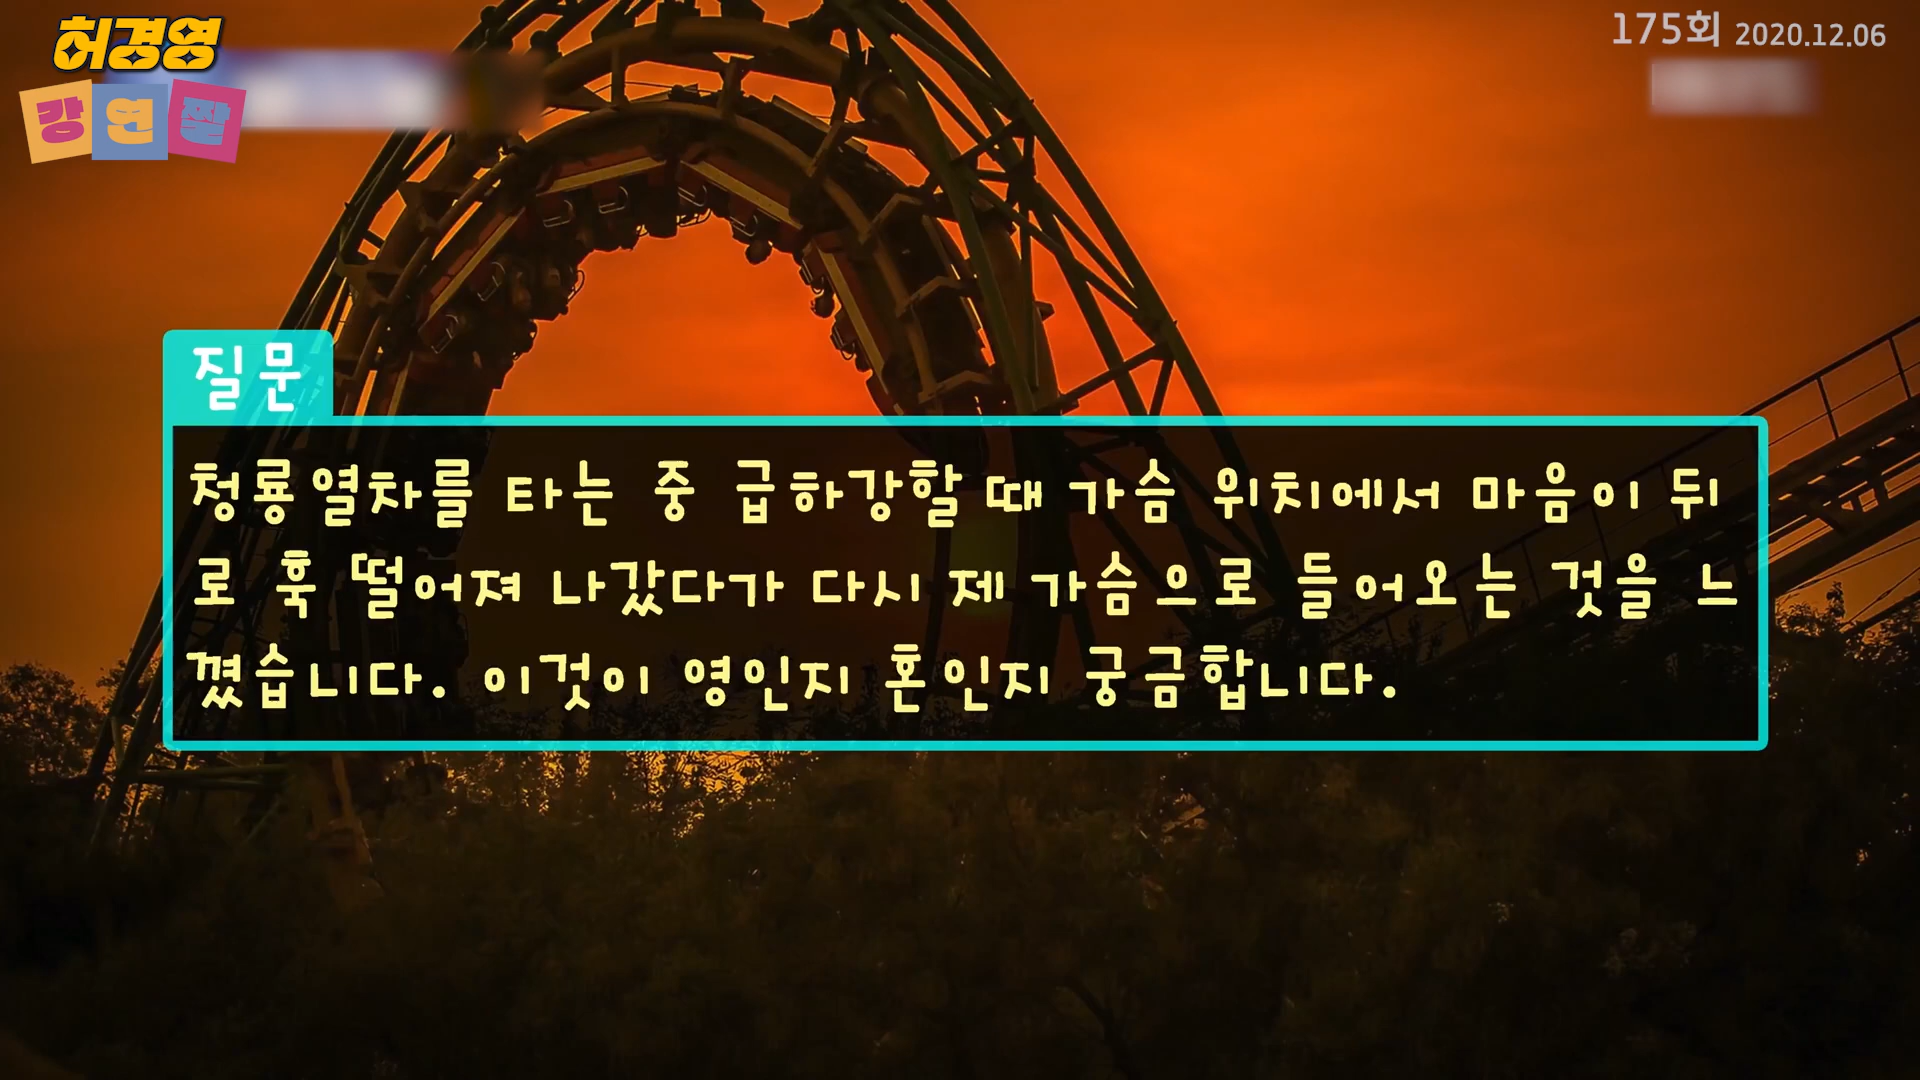 허경영
강연짤
175회 2020.12.06
질문
청룡열차를 타는 중 급하강할 때 가슴 위치에서 마음이 뒤
로 훅 떨어져 나갔다가 다시 제 가슴으로 들어오는 것을 느
꼈습니다. 이것이 영인지 혼인지 궁금합니다.